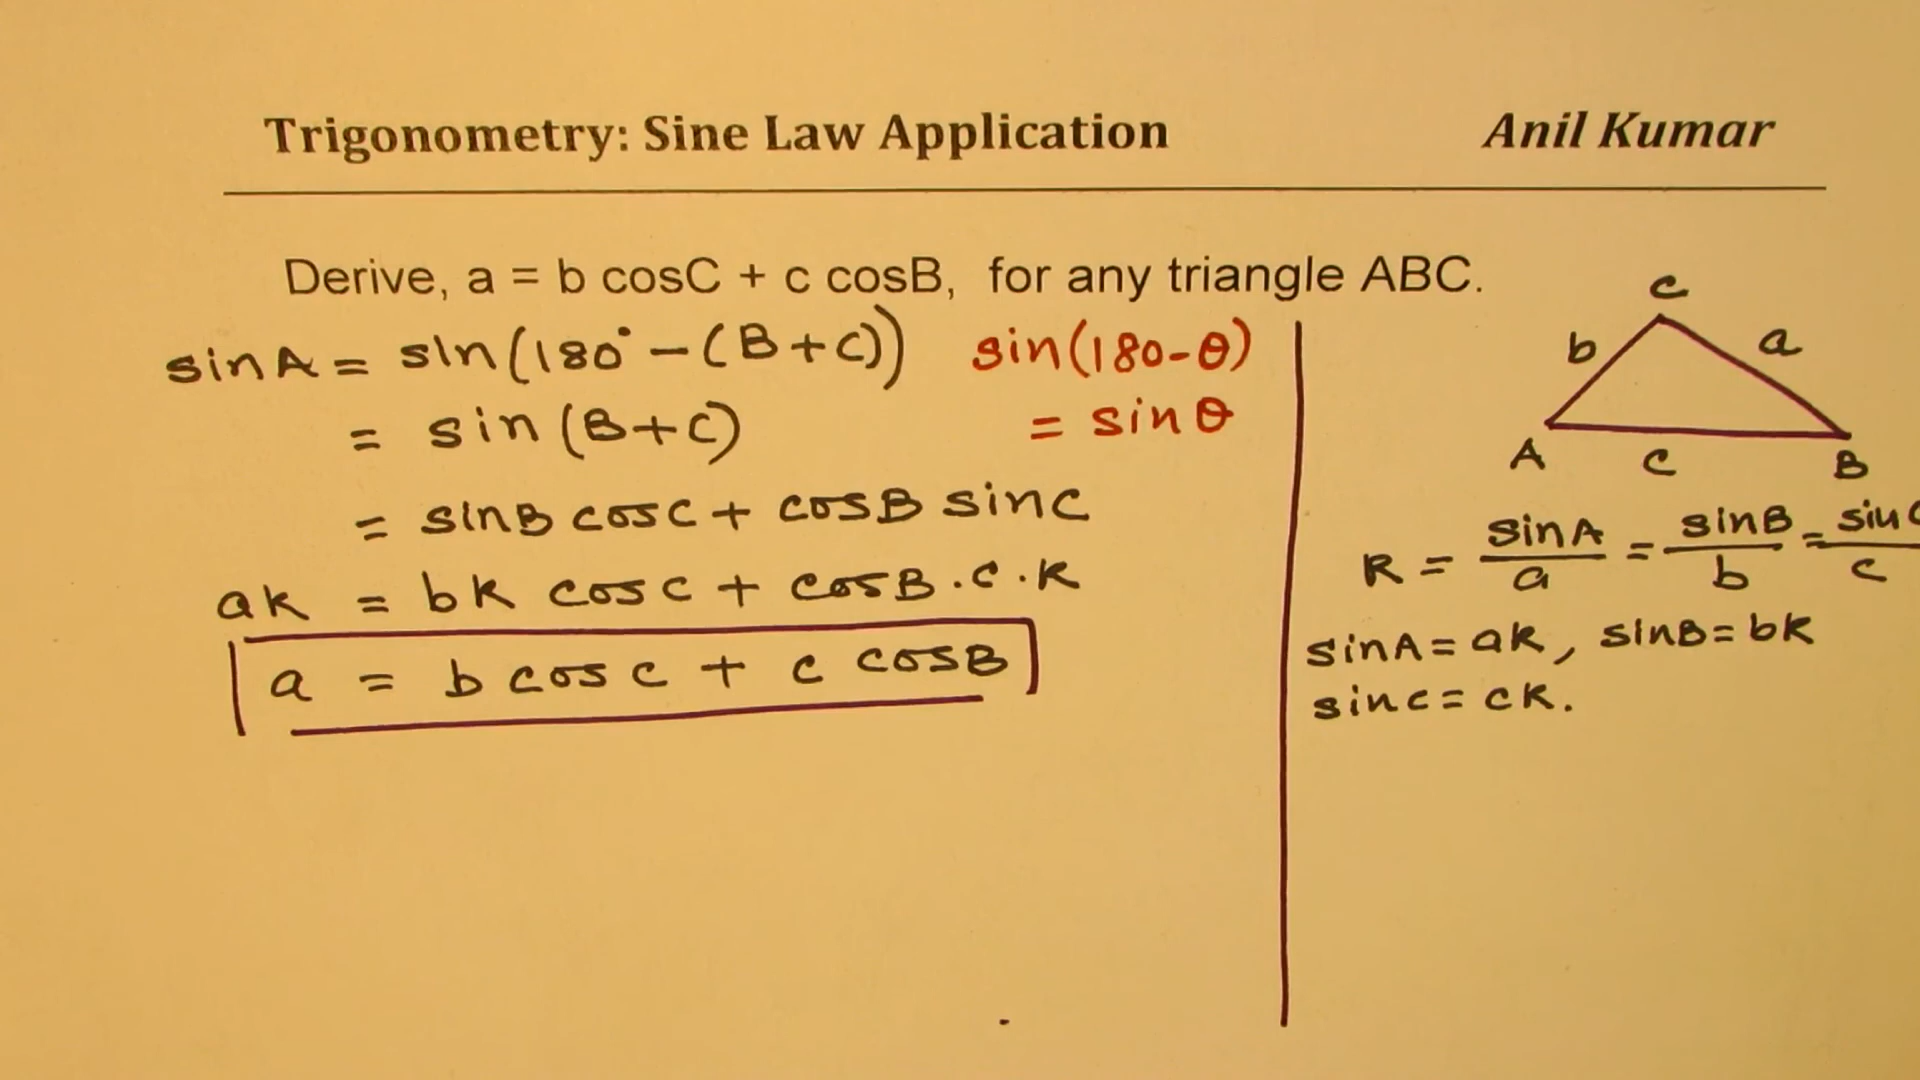 Trigonometry: Sine Law Application Anil Kumar
Derive, a = b cosC + c cosB, for any triangle ABC.
sinA = sin(180° - (B+C)) sin(180-θ)
= sin(B+C) = sinθ
= sinB cosC + cosB sinC
ak = bk cosC + cosB.c.k
a = b cosC + c cosB
C
b a
A c B
k = sinA/a = sinB/b = sinC/c
sinA = ak, sinB = bk
sinC = ck.